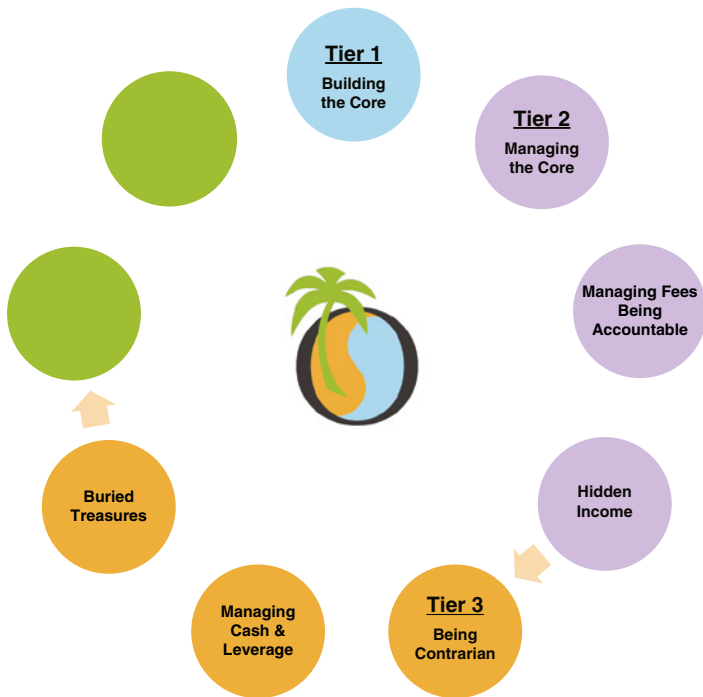 Tier 1
Building
the Core
Tier 2
Managing
the Core
Managing Fees
Being
Accountable
Hidden
Income
Tier 3
Being
Contrarian
Managing
Cash &
Leverage
Buried
Treasures